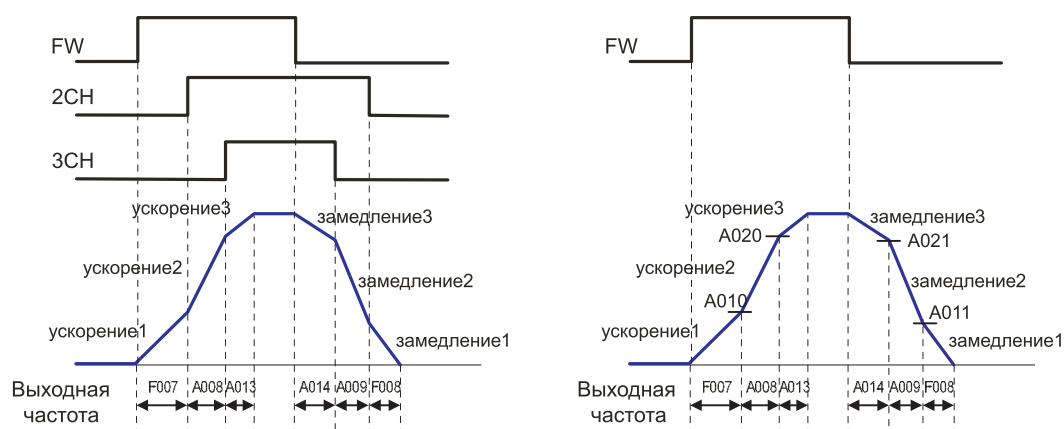 FW
2CH
3CH
ускорение3
замедление3
ускорение2
замедление2
ускорение1
замедление1
Выходная
частота
F007
A008
A013
A014
A009
F008
FW
ускорение3
замедление3
A020
A021
ускорение2
замедление2
A010
A011
ускорение1
замедление1
Выходная
частота
F007
A008
A013
A014
A009
F008